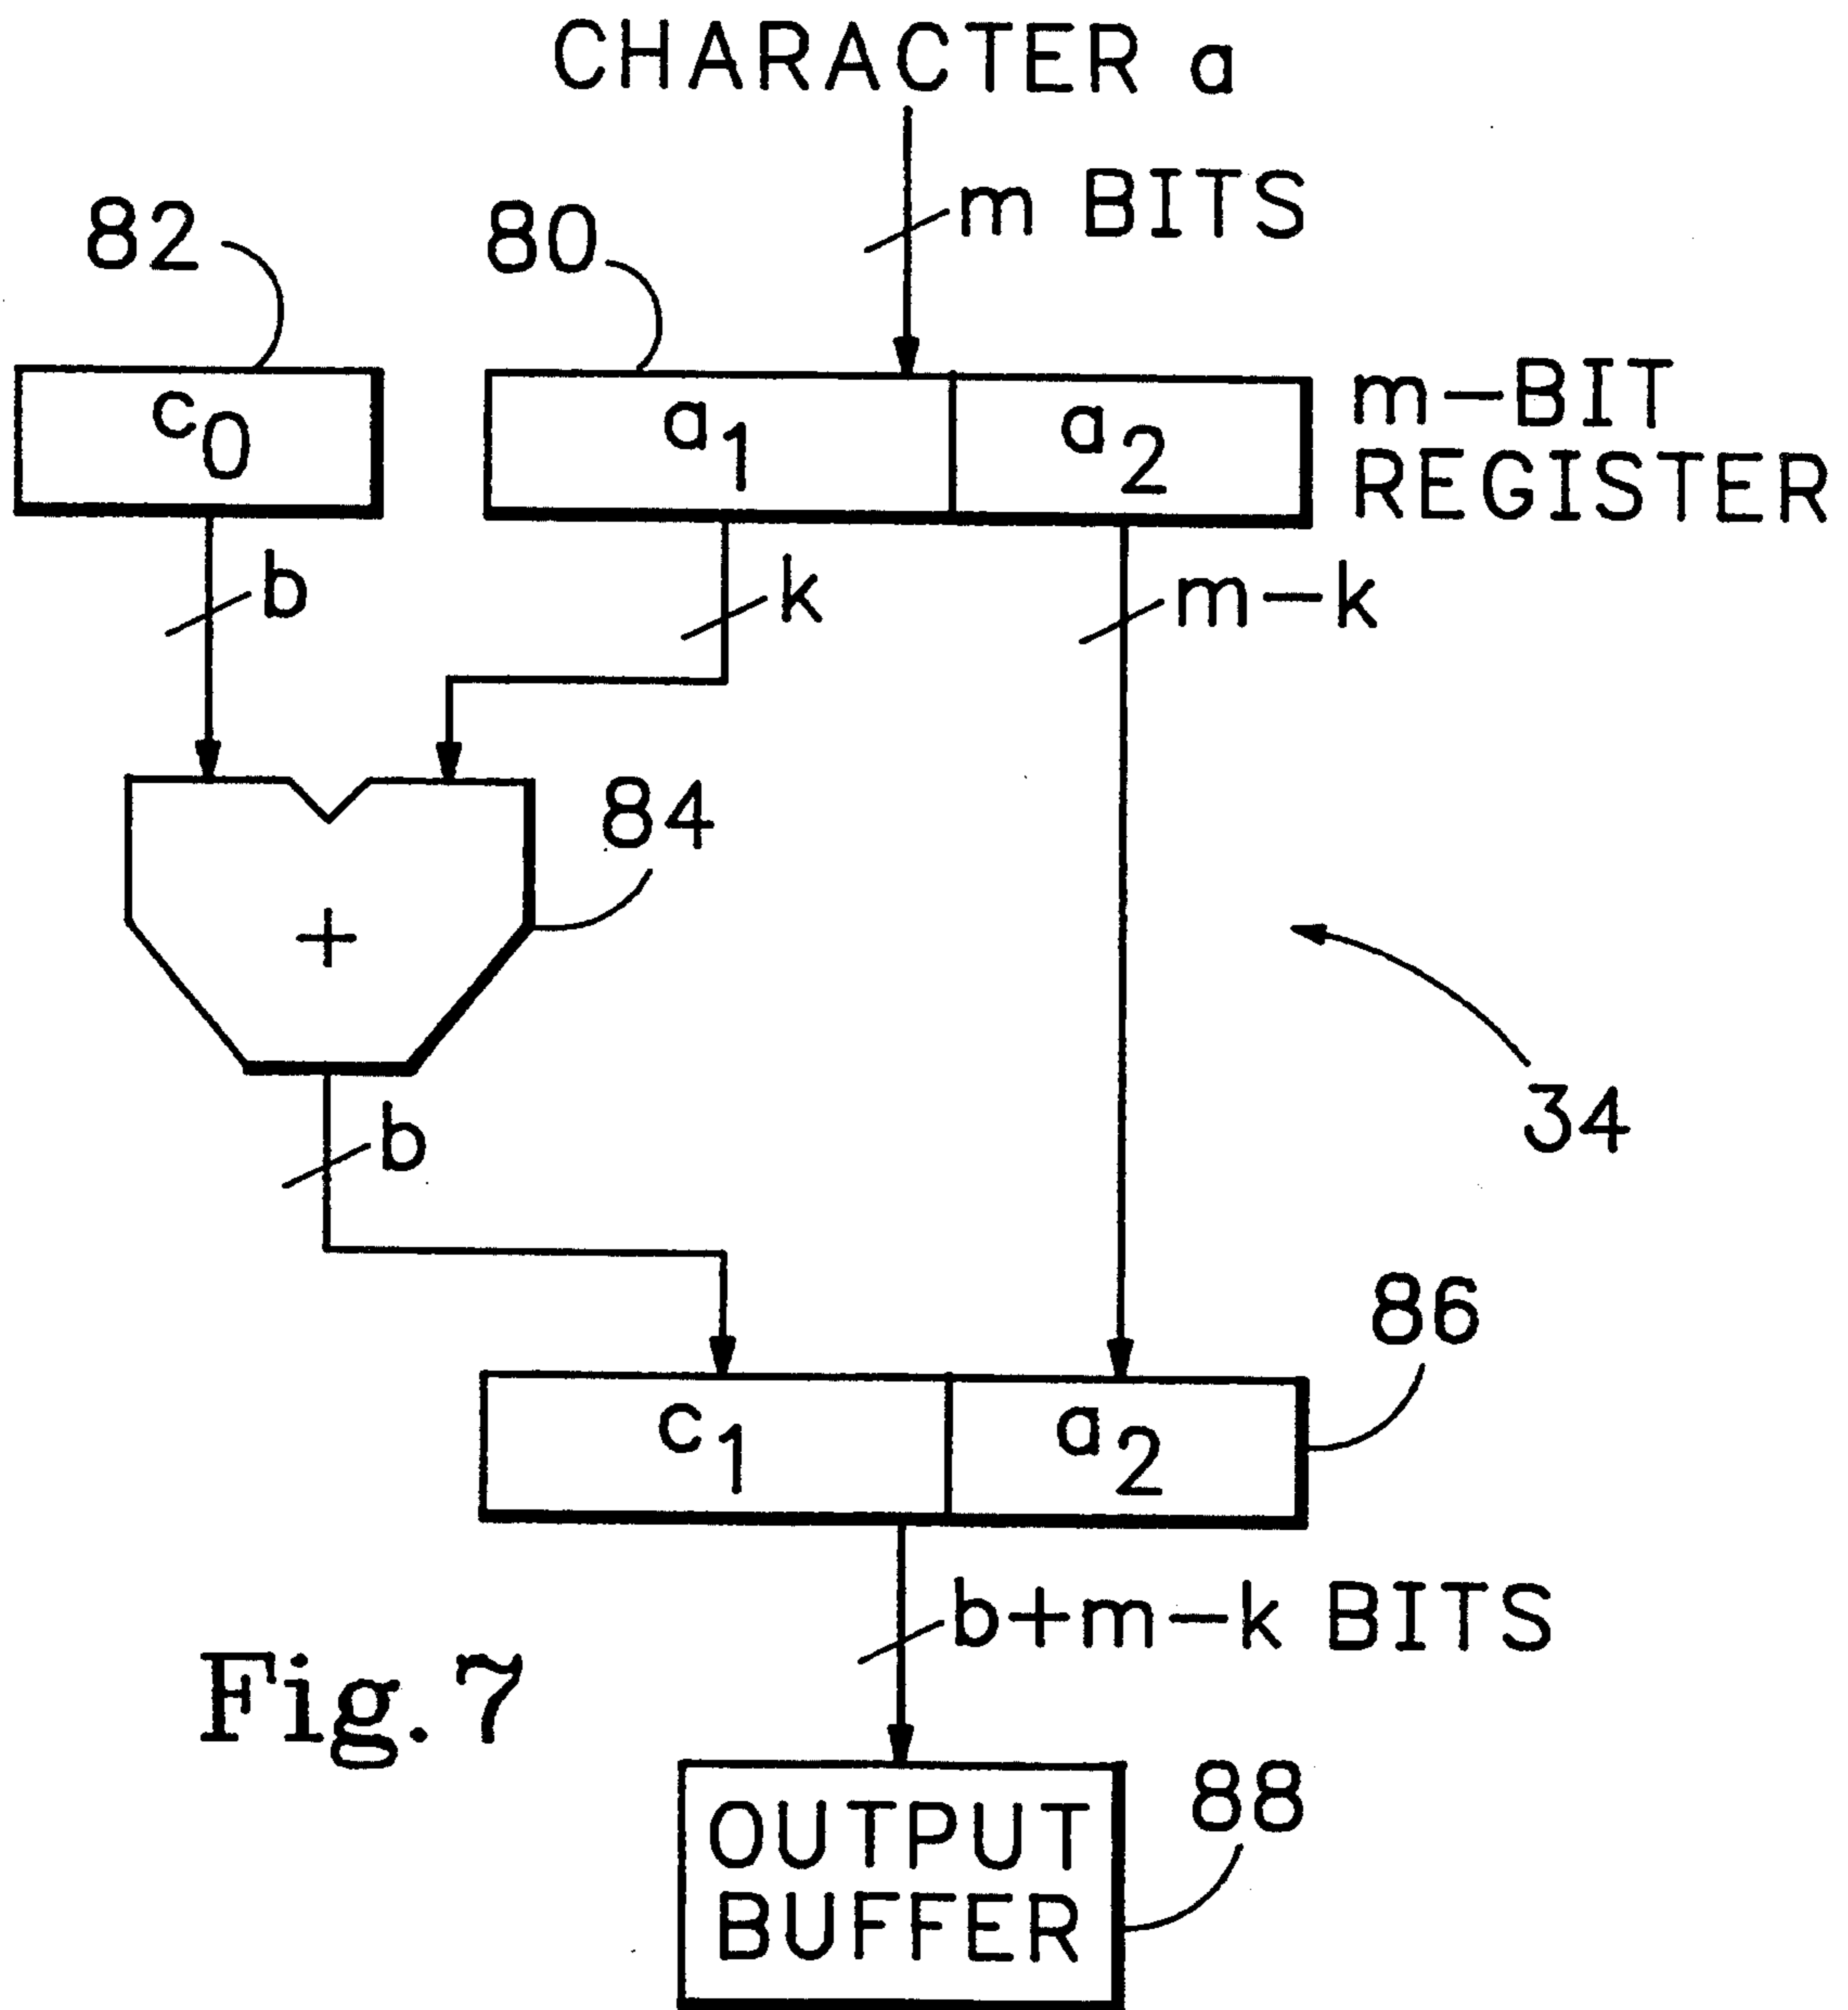 CHARACTER a
m BITS
82
80
c0
a1
a2
m-BIT
REGISTER
b
k
m-k
84
+
34
b
86
c1
a2
b+m-k BITS
Fig. 7
88
OUTPUT
BUFFER